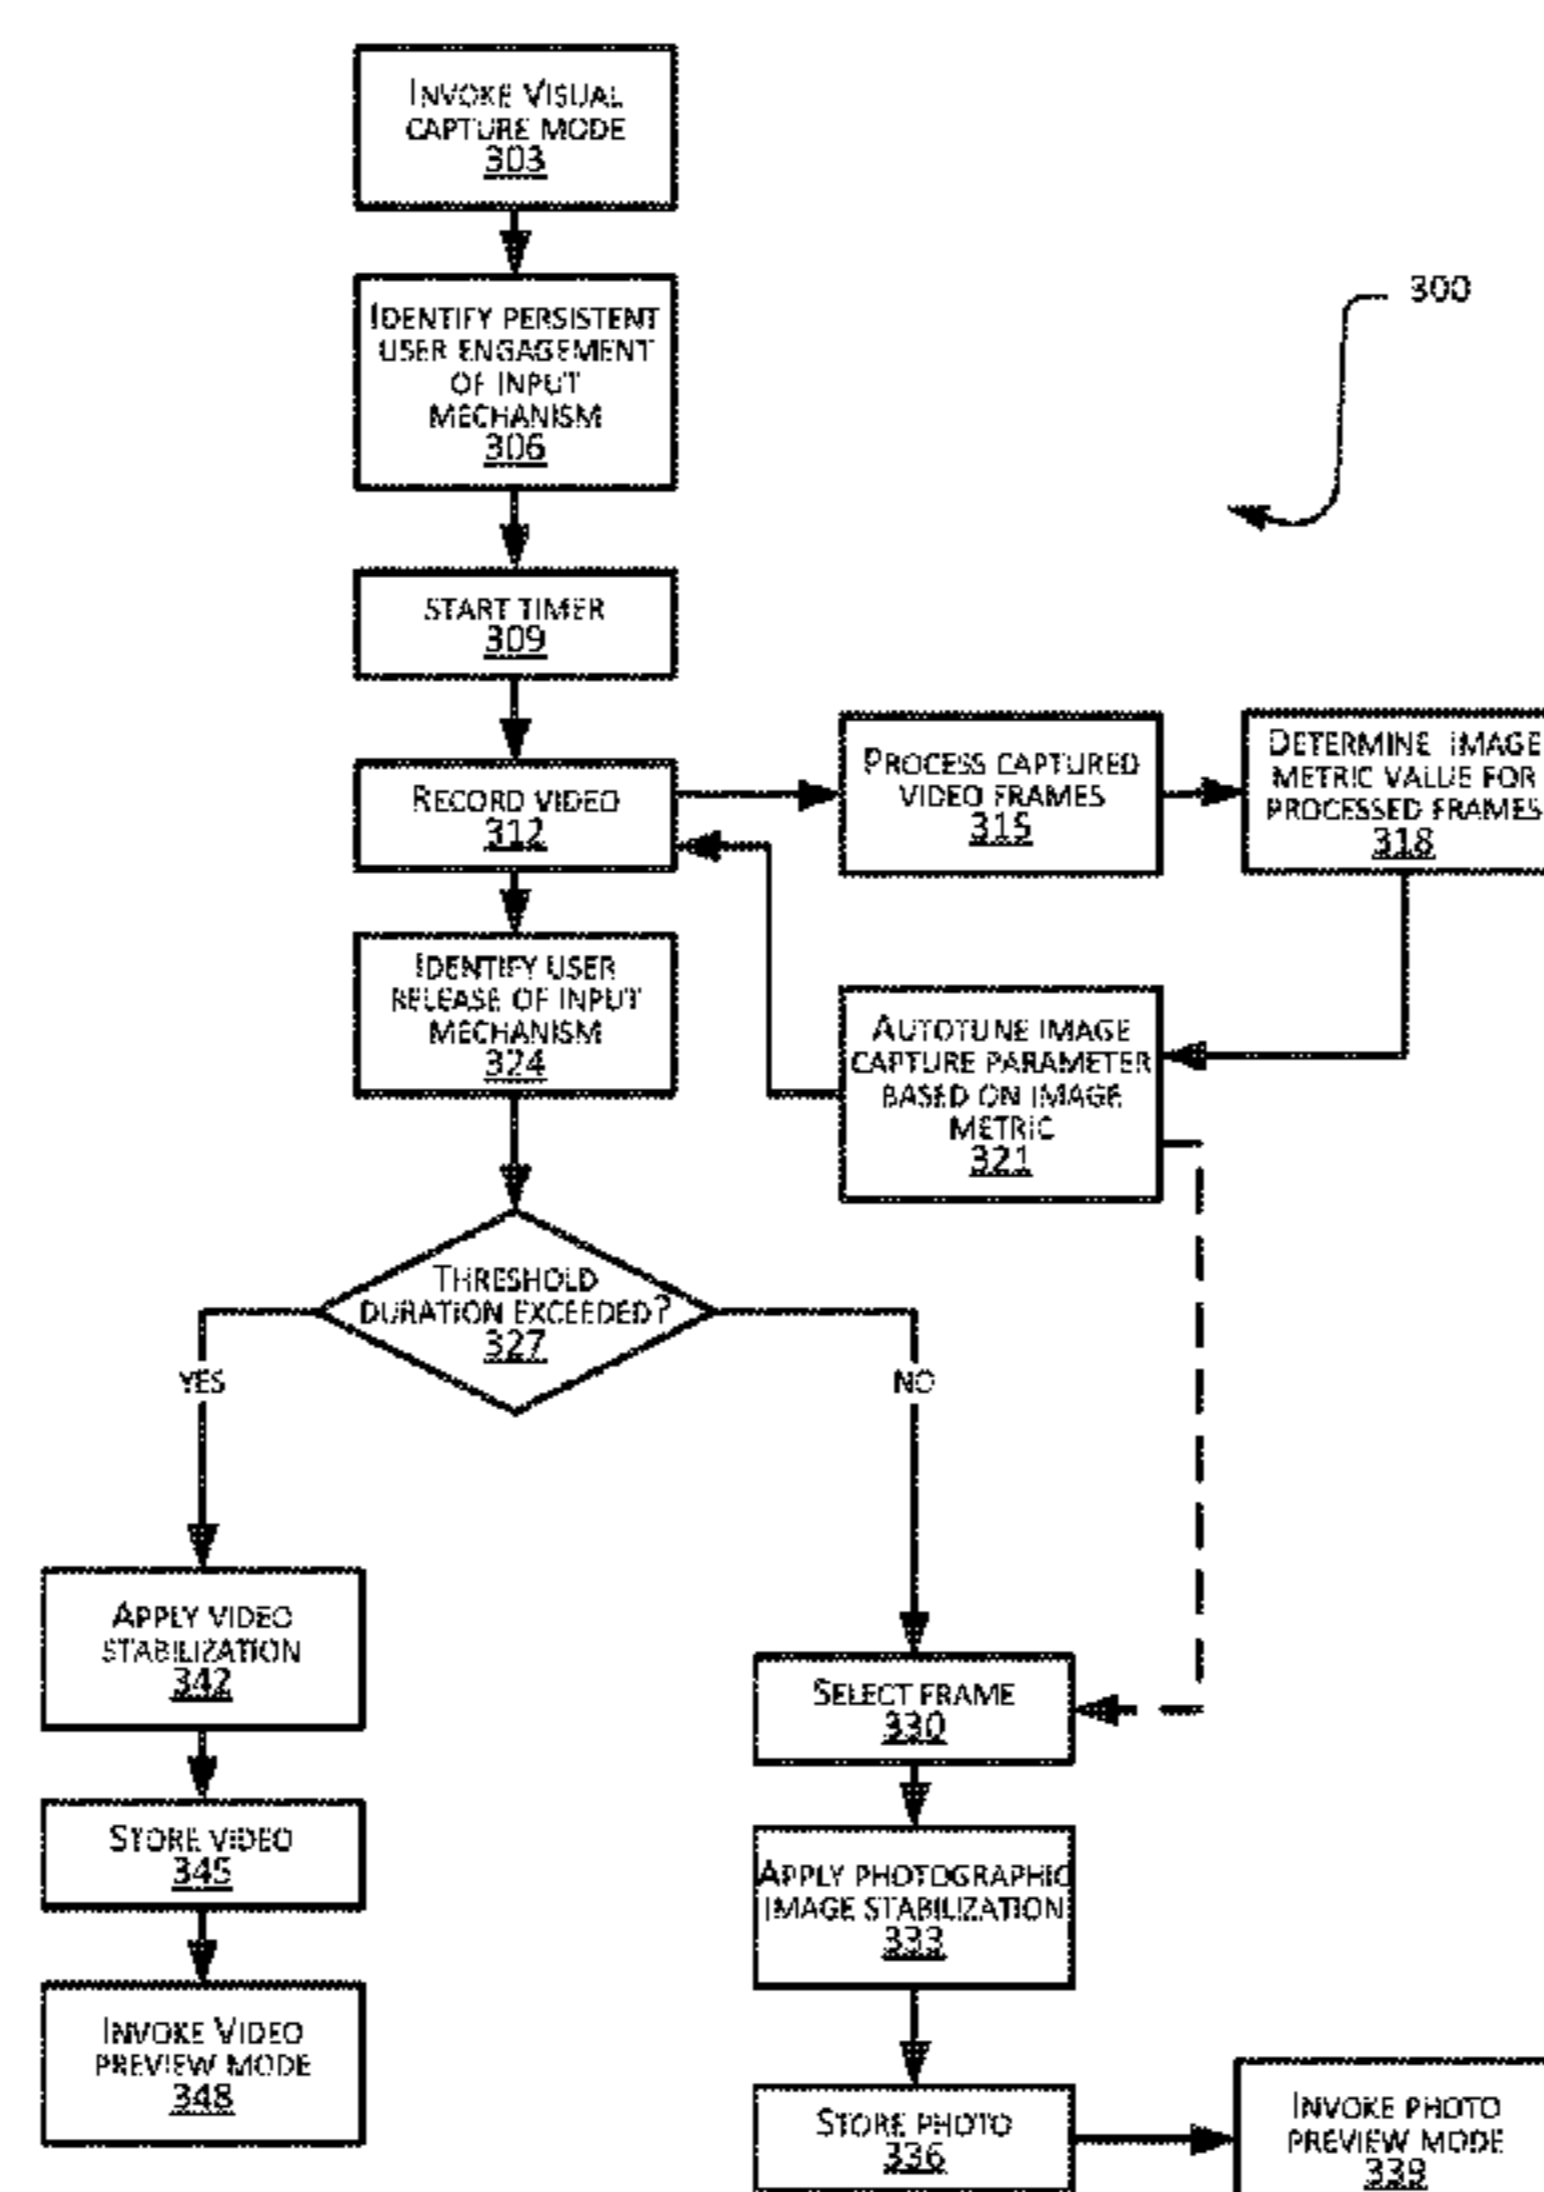 INVOKE VISUAL
CAPTURE MODE
303
IDENTIFY PERSISTENT
USER ENGAGEMENT
OF INPUT
MECHANISM
306
300
START TIMER
309
RECORD VIDEO
312
PROCESS CAPTURED
VIDEO FRAMES
315
DETERMINE IMAGE
METRIC VALUE FOR
PROCESSED FRAMES
318
IDENTIFY USER
RELEASE OF INPUT
MECHANISM
324
AUTOTUNE IMAGE
CAPTURE PARAMETER
BASED ON IMAGE
METRIC
321
THRESHOLD
DURATION EXCEEDED?
327
YES
NO
APPLY VIDEO
STABILIZATION
342
SELECT FRAME
330
STORE VIDEO
345
APPLY PHOTOGRAPHIC
IMAGE STABILIZATION
333
INVOKE VIDEO
PREVIEW MODE
348
STORE PHOTO
336
INVOKE PHOTO
PREVIEW MODE
339